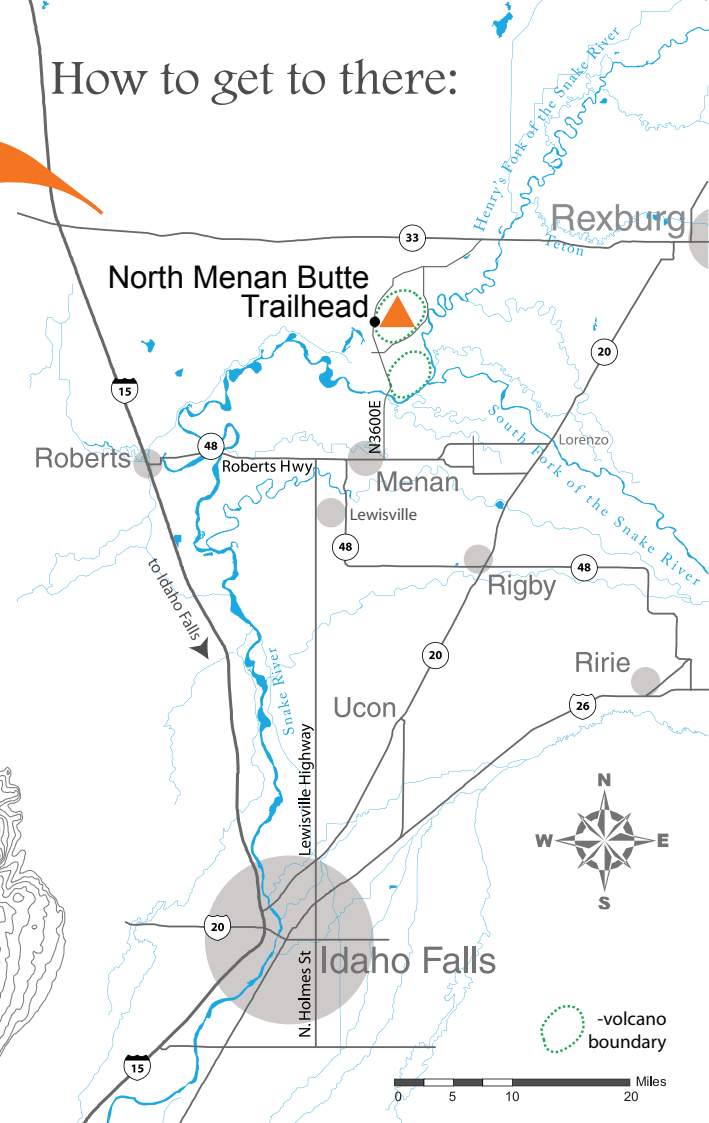 How to get to there:
Henry's Fork of the Snake River
Rexburg
33
Teton
North Menan Butte
Trailhead
20
15
N3600E
South Fork of the Snake River
Lorenzo
48
Roberts
Roberts Hwy
Menan
Lewisville
48
48
Rigby
to Idaho Falls
20
Ririe
Snake River
Ucon
26
Lewisville Highway
N
W
E
S
20
Idaho Falls
N. Holmes St
-volcano
boundary
15
Miles
0 5 10 20